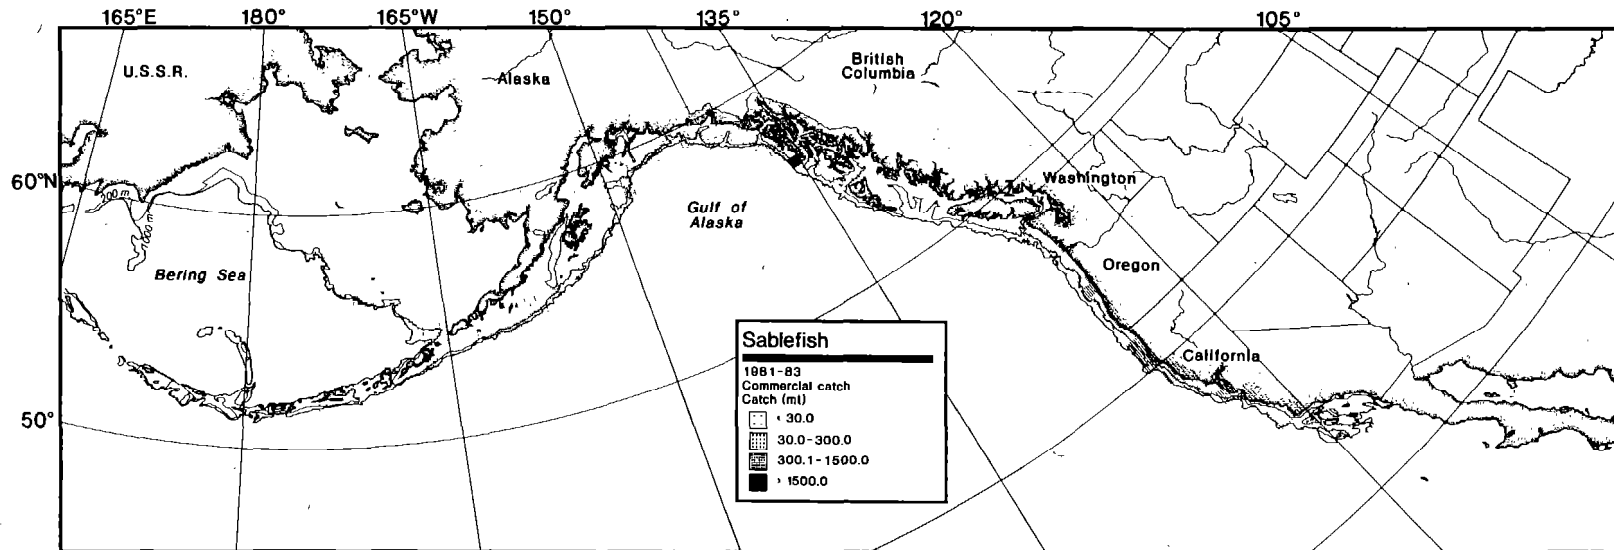 165°E 180° 165°W 150° 135° 120° 105°
U.S.S.R.
Alaska
British
Columbia
60°N
Washington
Gulf of
Alaska
Bering Sea
Oregon
Sablefish
California
1981-83
Commercial catch
Catch (mt)
< 30.0
30.0-300.0
300.1-1500.0
> 1500.0
50°
1000 m